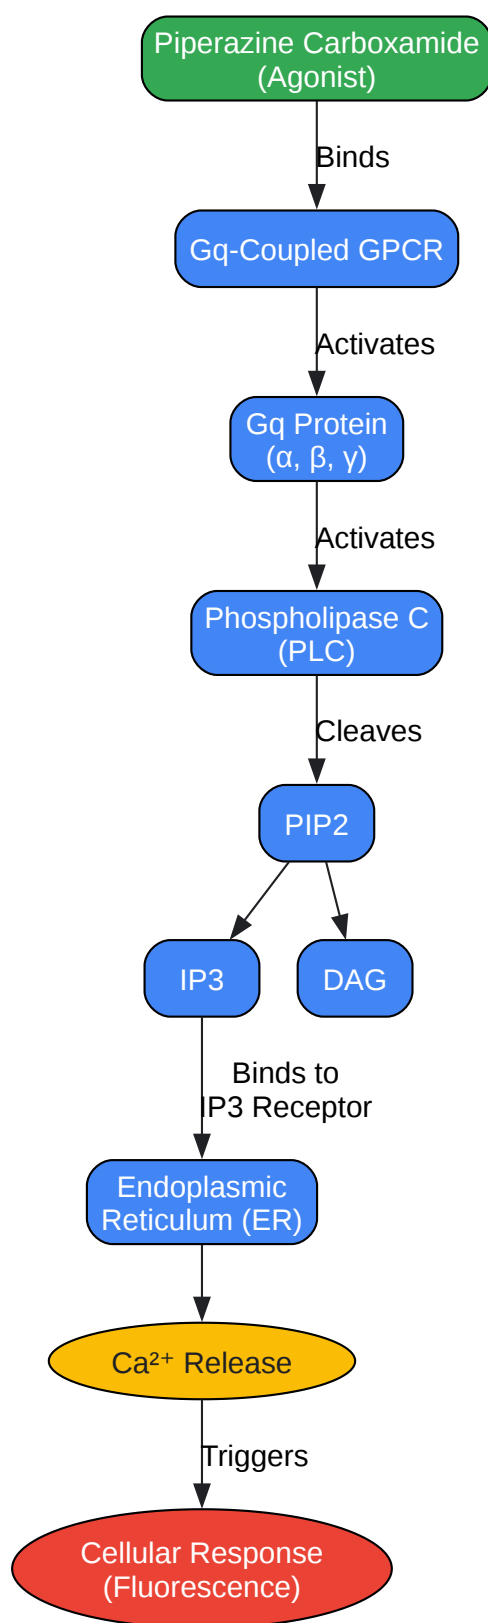 Piperazine Carboxamide
(Agonist)
Binds
Gq-Coupled GPCR
Activates
Gq Protein
(α, β, γ)
Activates
Phospholipase C
(PLC)
Cleaves
PIP2
IP3
DAG
Binds to
IP3 Receptor
Endoplasmic
Reticulum (ER)
Ca²⁺ Release
Triggers
Cellular Response
(Fluorescence)